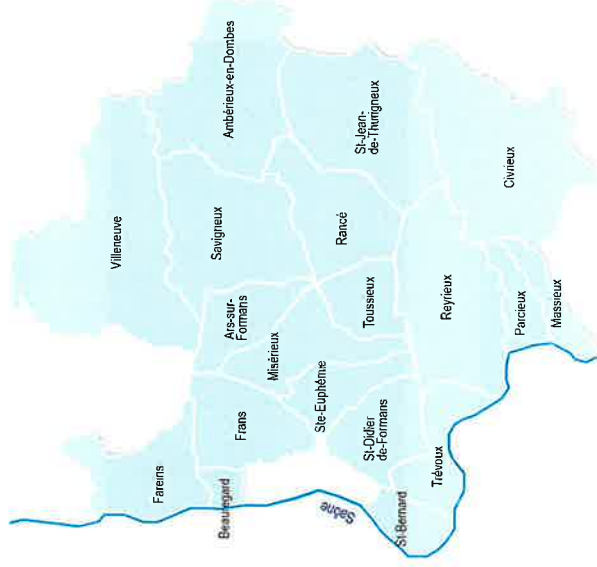 Villeneuve
Ambérieux-en-Dombes
Savigneux
Fareins
Ars-sur-
Formans
Frans
Misérieux
Rancé
St-Jean-
de-Thurigneux
Beauregard
Ste-Euphémie
Toussieux
Saône
St-Didier
de-Formans
Reyrieux
Civrieux
St-Bernard
Trévoux
Parcieux
Massieux